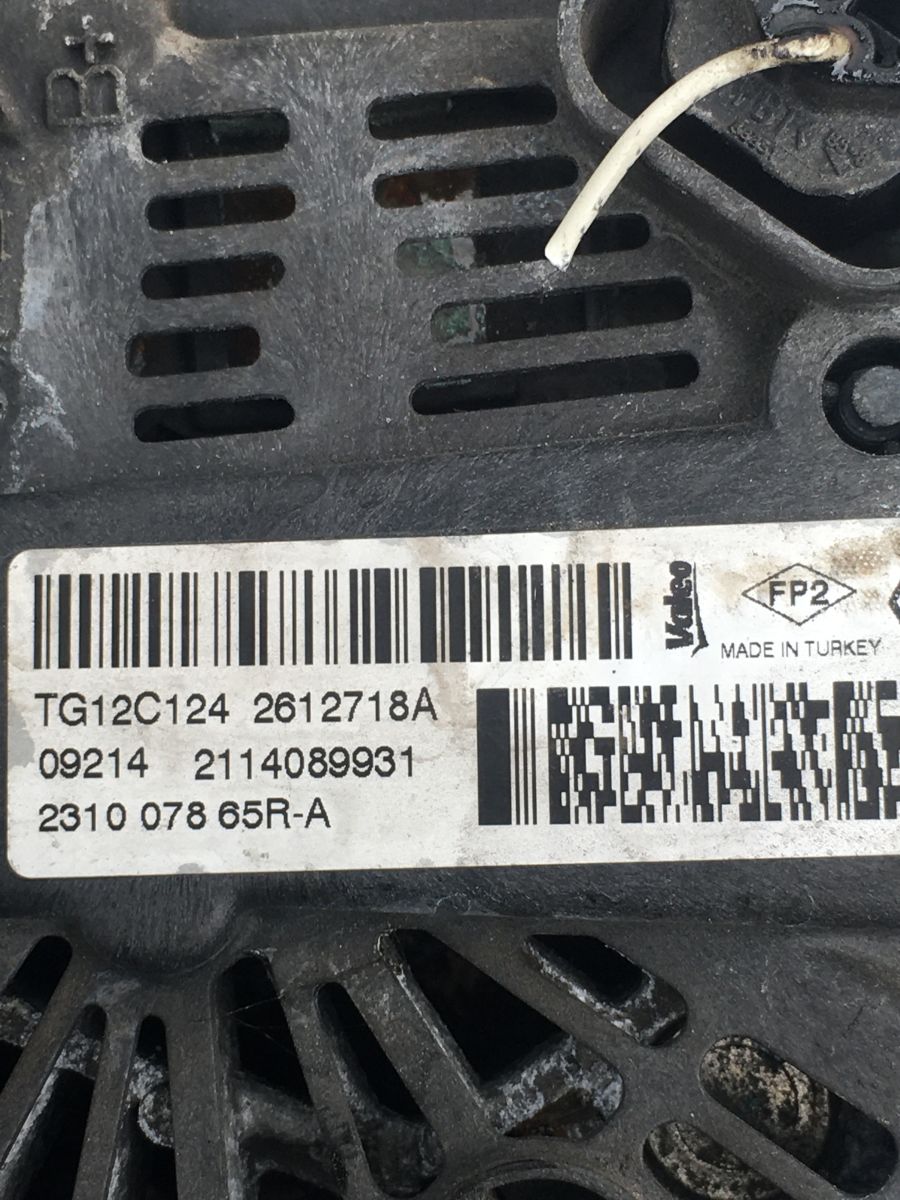 B+
Valeo
FP2
MADE IN TURKEY
TG12C124 2612718A
09214 2114089931
2310 078 65R-A